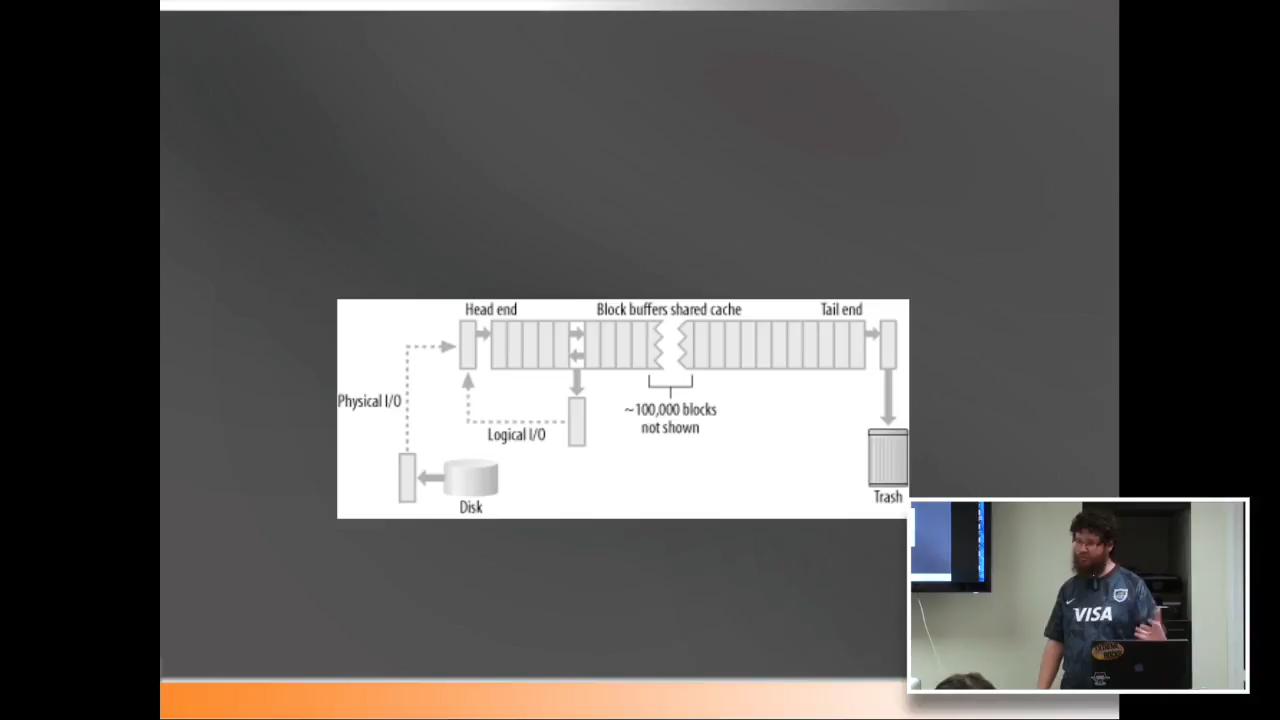 Head end
Block buffers shared cache
Tail end
Physical I/O
~100,000 blocks
not shown
Logical I/O
Disk
Trash
VISA